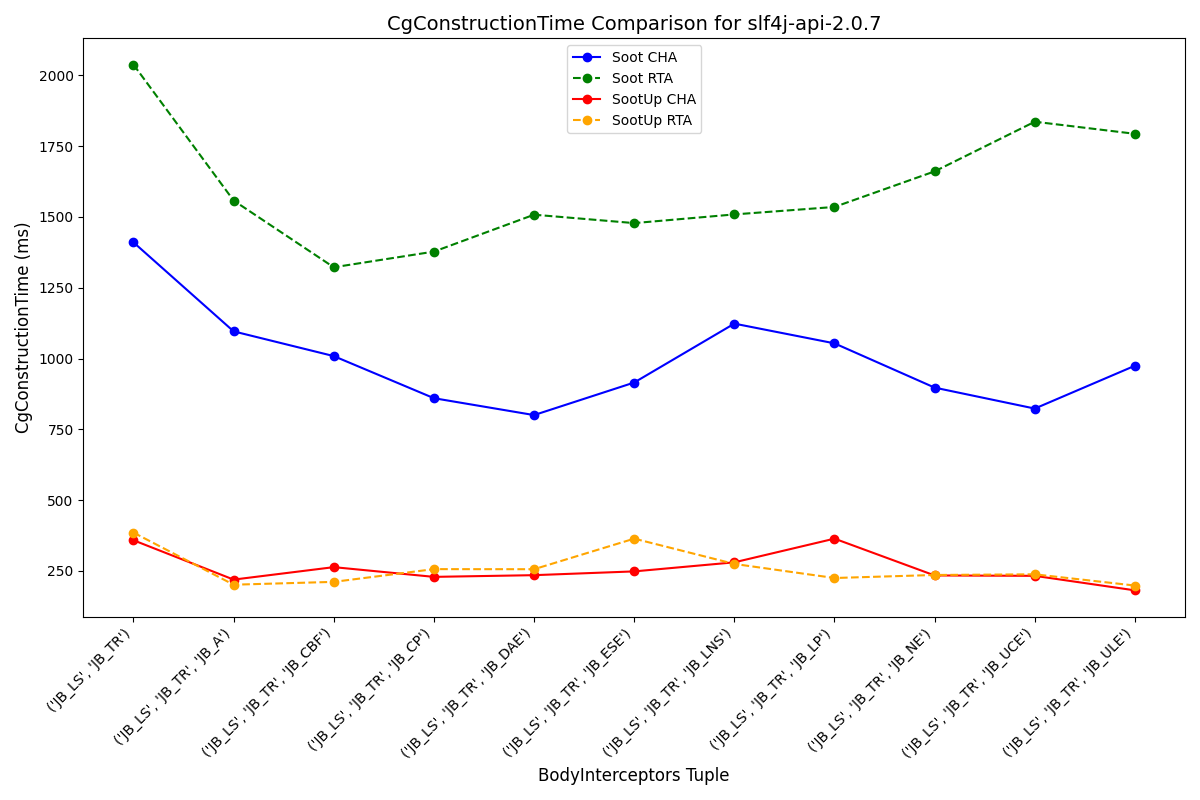 CgConstructionTime Comparison for slf4j-api-2.0.7
Soot CHA
Soot RTA
SootUp CHA
SootUp RTA
CgConstructionTime (ms)
2000
1750
1500
1250
1000
750
500
250
('JB_LS', 'JB_TR')
('JB_LS', 'JB_TR', 'JB_A')
('JB_LS', 'JB_TR', 'JB_CBF')
('JB_LS', 'JB_TR', 'JB_CP')
('JB_LS', 'JB_TR', 'JB_DAE')
('JB_LS', 'JB_TR', 'JB_ESE')
('JB_LS', 'JB_TR', 'JB_LNS')
('JB_LS', 'JB_TR', 'JB_LP')
('JB_LS', 'JB_TR', 'JB_NE')
('JB_LS', 'JB_TR', 'JB_UCE')
('JB_LS', 'JB_TR', 'JB_ULE')
BodyInterceptors Tuple